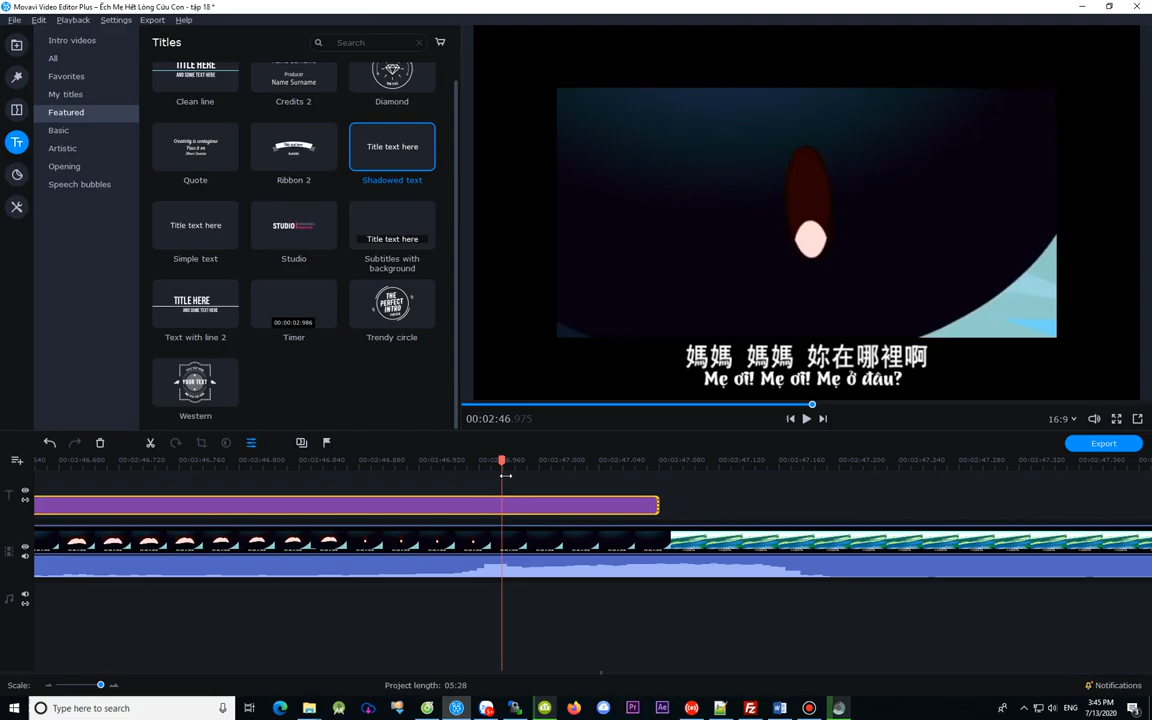 Movavi Video Editor Plus – Ếch Mẹ Hết Lòng Cứu Con - tập 18 *
File Edit Playback Settings Export Help
Intro videos
All
Favorites
My titles
Featured
Basic
Artistic
Opening
Speech bubbles
Titles
Search
TITLE HERE
AND SOME TEXT HERE
Clean line
Producer
Name Surname
Credits 2
Diamond
Creativity is contagious
Pass it on
Quote
Ribbon 2
Title text here
Shadowed text
Title text here
Simple text
STUDIO
Studio
Title text here
Subtitles with
background
TITLE HERE
AND SOME TEXT HERE
Text with line 2
00:00:02:986
Timer
THE
PERFECT
INTRO
Trendy circle
YOUR TEXT
Western
媽媽 媽媽 妳在哪裡啊
Mẹ ơi! Mẹ ơi! Mẹ ở đâu?
00:02:46.975
16:9
Export
00:02:46.680 00:02:46.720 00:02:46.760 00:02:46.800 00:02:46.840 00:02:46.880 00:02:46.920 00:02:46.960 00:02:47.000 00:02:47.040 00:02:47.080 00:02:47.120 00:02:47.160 00:02:47.200 00:02:47.240 00:02:47.280 00:02:47.320 00:02:47.360
Scale:
Project length: 05:28
Notifications
Type here to search
ENG
3:45 PM
7/13/2020